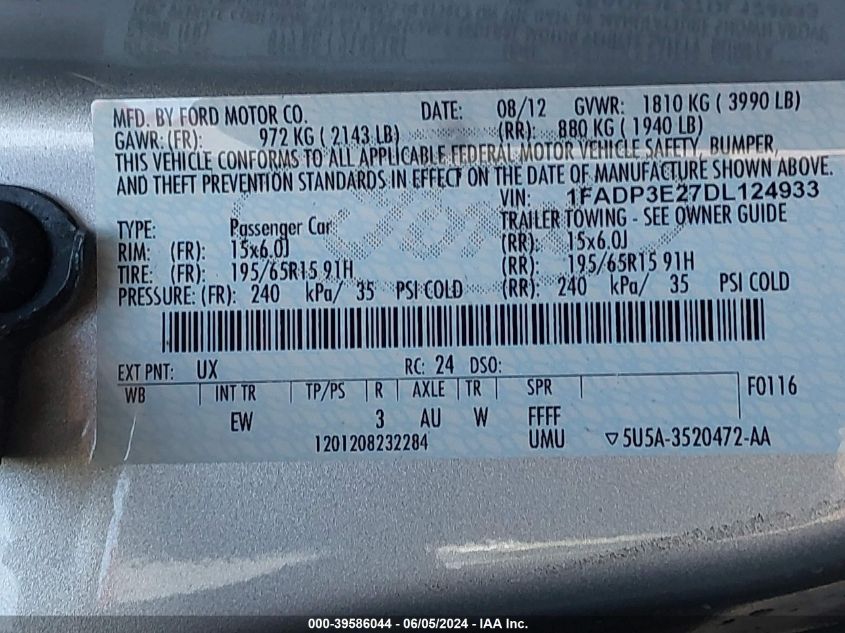 MFD. BY FORD MOTOR CO. DATE: 08/12 GVWR: 1810 KG ( 3990 LB)
GAWR: (FR): 972 KG ( 2143 LB) (RR): 880 KG ( 1940 LB)
THIS VEHICLE CONFORMS TO ALL APPLICABLE FEDERAL MOTOR VEHICLE SAFETY, BUMPER,
AND THEFT PREVENTION STANDARDS IN EFFECT ON THE DATE OF MANUFACTURE SHOWN ABOVE.
VIN: 1FADP3E27DL124933
TYPE: Passenger Car TRAILER TOWING - SEE OWNER GUIDE
RIM: (FR): 15x6.0J (RR): 15x6.0J
TIRE: (FR): 195/65R15 91H (RR): 195/65R15 91H
PRESSURE: (FR): 240 kPa/ 35 PSI COLD (RR): 240 kPa/ 35 PSI COLD
EXT PNT: UX RC: 24 DSO:
WB INT TR TP/PS R AXLE TR SPR F0116
EW 3 AU W FFFF
1201208232284 UMU ▽5U5A-3520472-AA
000-39586044 - 06/05/2024 - IAA Inc.